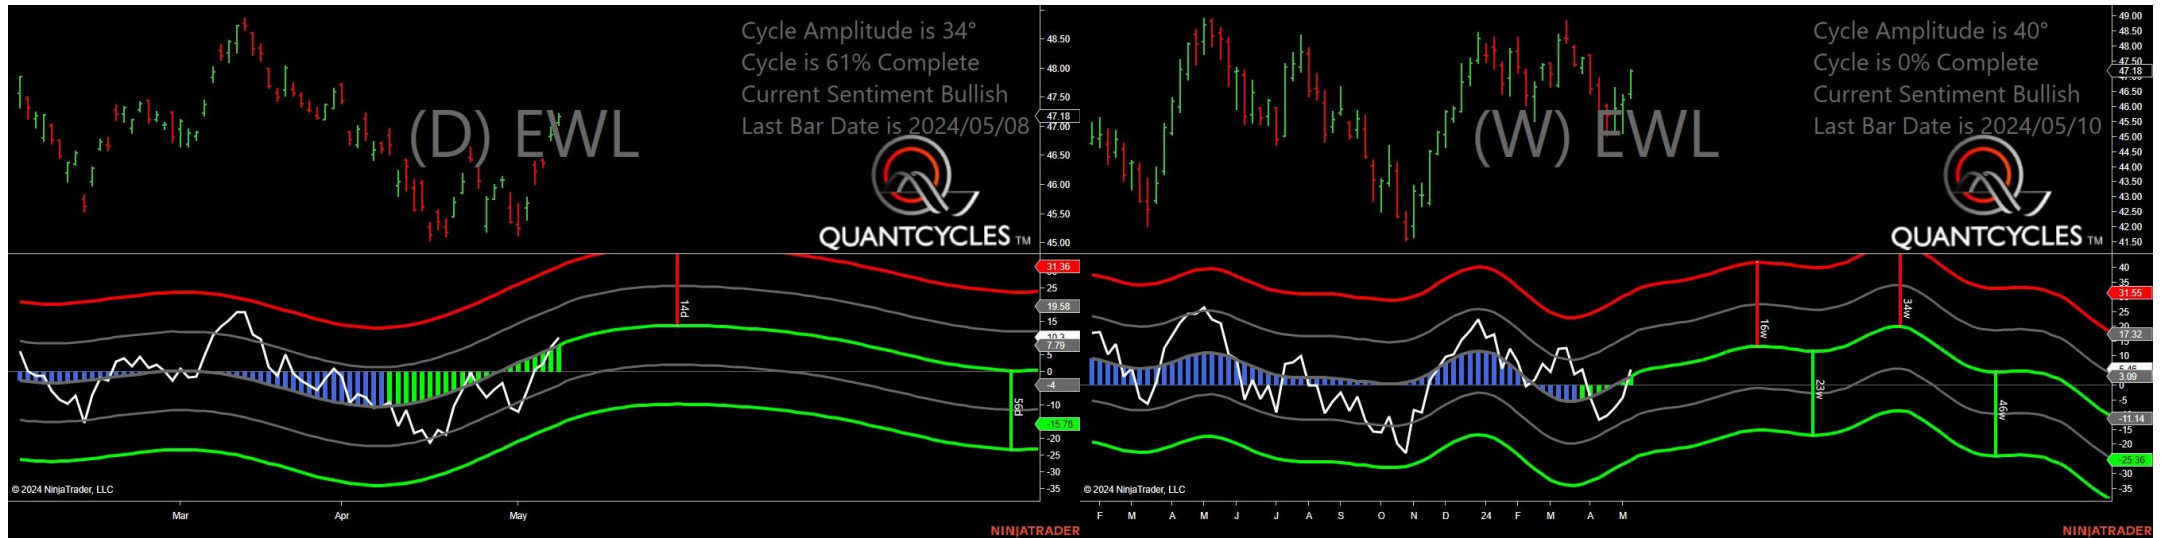 Cycle Amplitude is 34°
Cycle is 61% Complete
Current Sentiment Bullish
Last Bar Date is 2024/05/08
(D) EWL
QUANTCYCLES TM
48.50
48.00
47.50
47.18
47.00
46.50
46.00
45.50
45.00
31.36
25
19.58
15
10.3
7.79
5
0
-4
-10
-15.78
-20
-25
-30
-35
14d
56d
© 2024 NinjaTrader, LLC
Mar Apr May
NINJATRADER
Cycle Amplitude is 40°
Cycle is 0% Complete
Current Sentiment Bullish
Last Bar Date is 2024/05/10
(W) EWL
QUANTCYCLES TM
49.00
48.50
48.00
47.50
47.18
46.50
46.00
45.50
45.00
44.50
44.00
43.50
43.00
42.50
42.00
41.50
40
35
31.55
25
20
17.32
15
10
5.46
3.09
0
-5
-11.14
-15
-20
-25.36
-30
-35
16w
23w
34w
46w
© 2024 NinjaTrader, LLC
F M A M J J A S O N D 24 F M A M
NINJATRADER